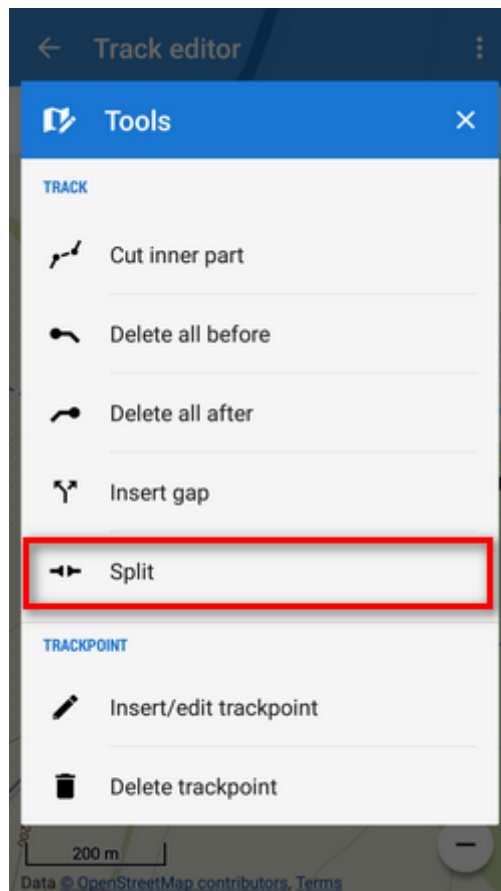 Track editor
Tools
TRACK
Cut inner part
Delete all before
Delete all after
Insert gap
Split
TRACKPOINT
Insert/edit trackpoint
Delete trackpoint
200
200 m
Data © OpenStreetMap contributors, Terms